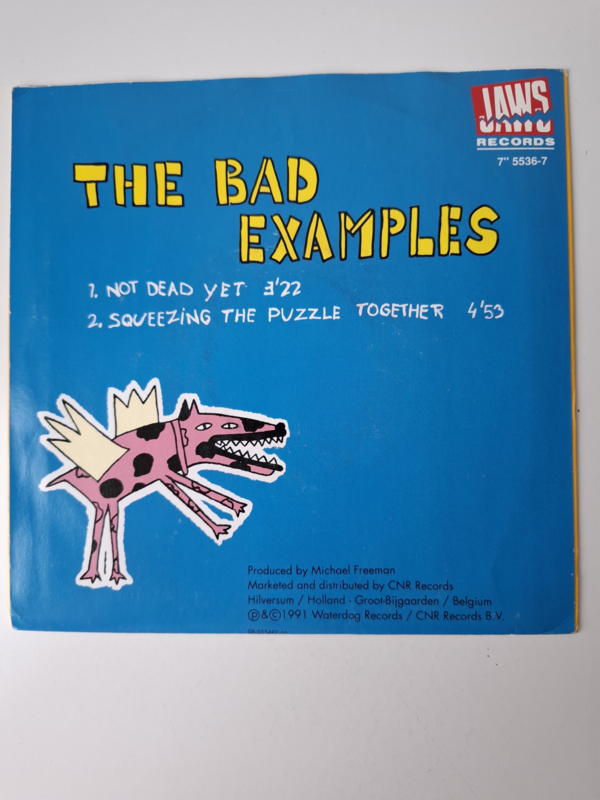 JAWS
RECORDS
7" 5536-7
THE BAD
EXAMPLES
1. NOT DEAD YET 3'22
2. SQUEEZING THE PUZZLE TOGETHER 4'53
Produced by Michael Freeman
Marketed and distributed by CNR Records
Hilversum / Holland - Groot-Bijgaarden / Belgium
℗&©1991 Waterdog Records / CNR Records B.V.